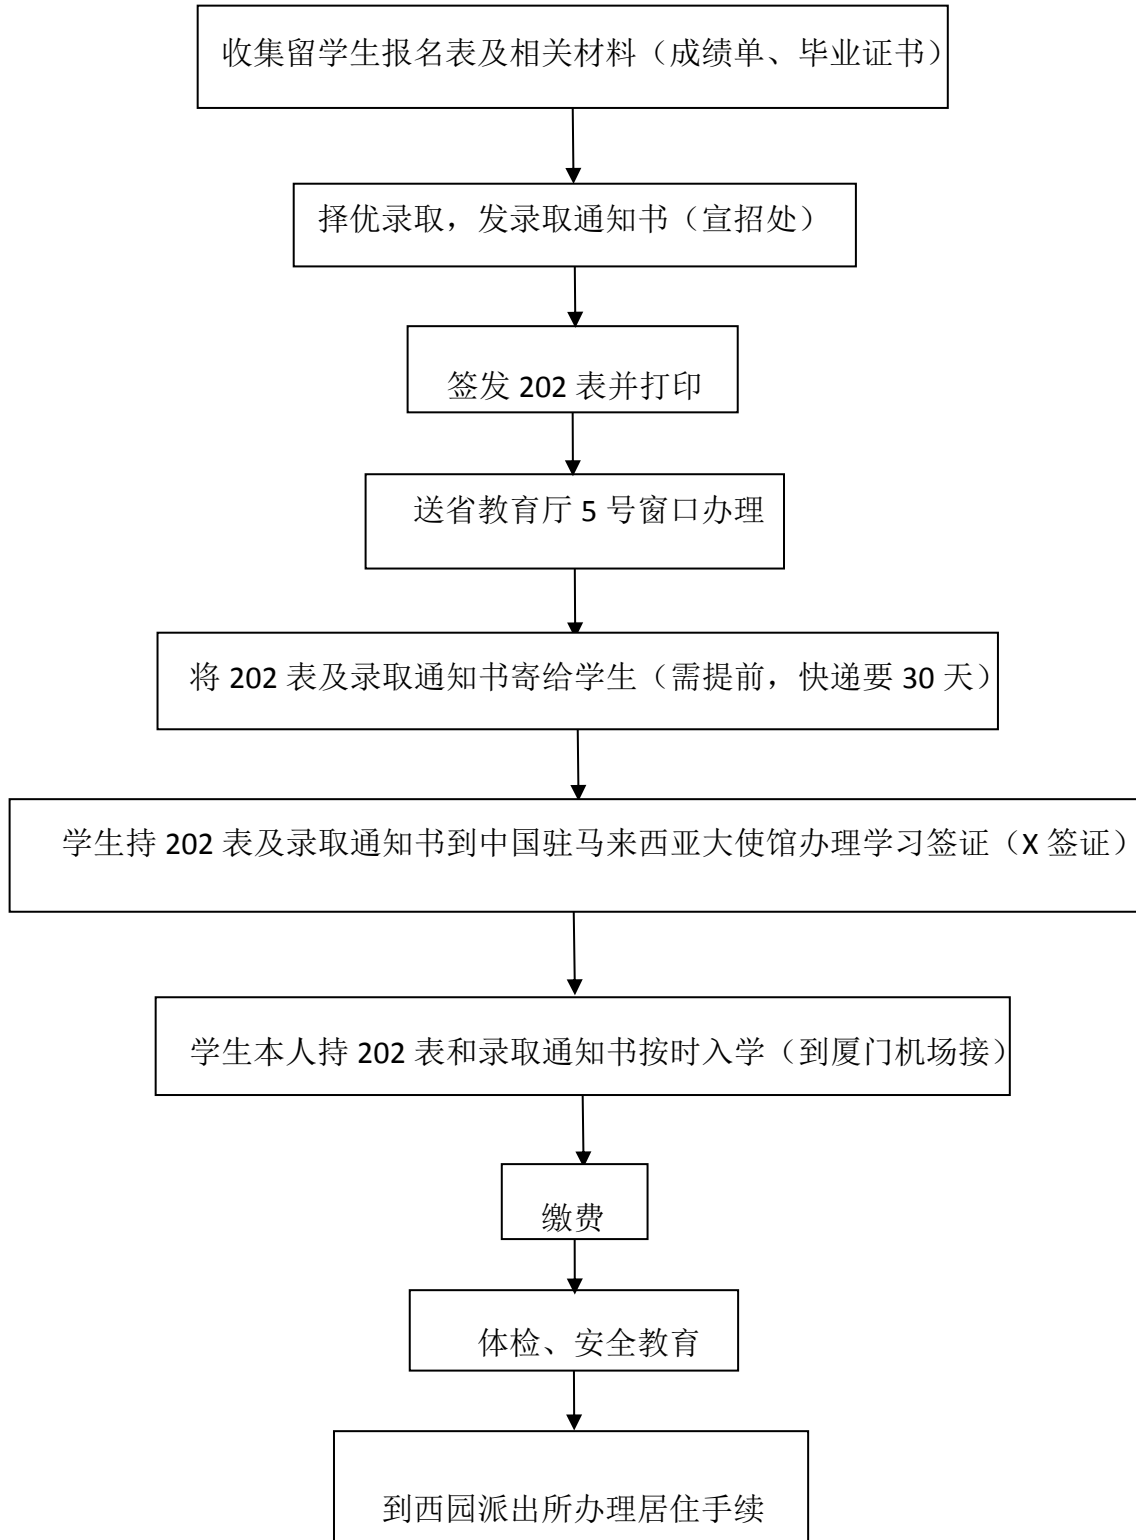 收集留学生报名表及相关材料（成绩单、毕业证书）
择优录取，发录取通知书（宣招处）
签发 202 表并打印
送省教育厅 5 号窗口办理
将 202 表及录取通知书寄给学生（需提前，快递要 30 天）
学生持 202 表及录取通知书到中国驻马来西亚大使馆办理学习签证（X 签证）
学生本人持 202 表和录取通知书按时入学（到厦门机场接）
缴费
体检、安全教育
到西园派出所办理居住手续